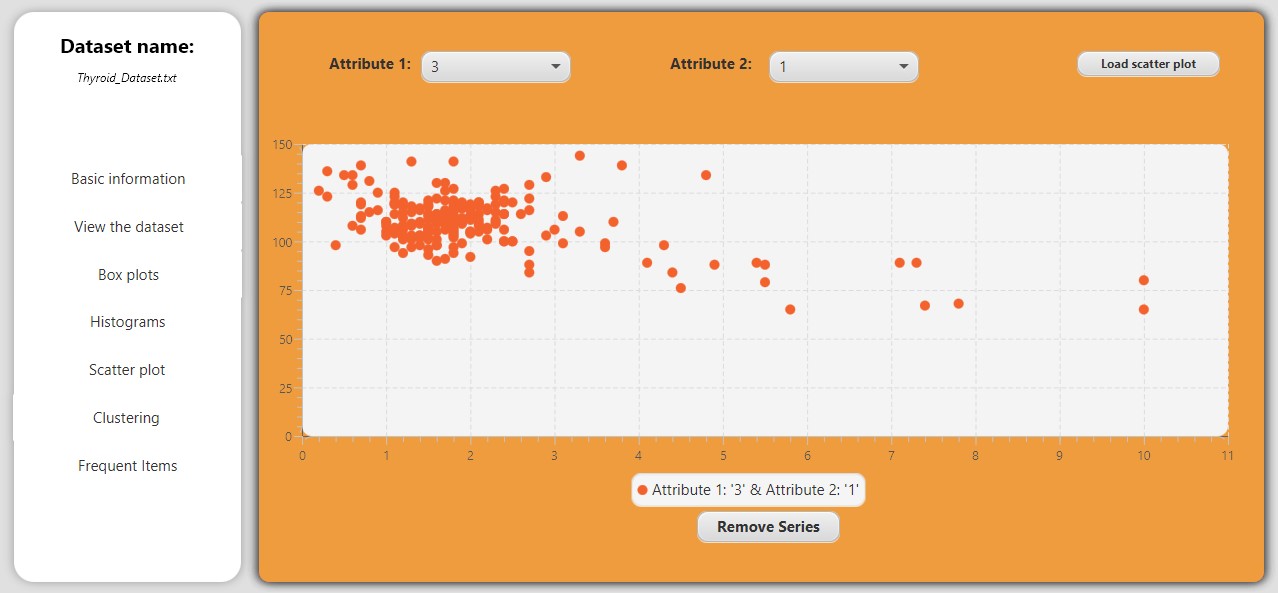 Dataset name:
Thyroid_Dataset.txt
Basic information
View the dataset
Box plots
Histograms
Scatter plot
Clustering
Frequent Items
Attribute 1: 3 Attribute 2: 1 Load scatter plot
150
125
100
75
50
25
0
0 1 2 3 4 5 6 7 8 9 10 11
Attribute 1: '3' & Attribute 2: '1'
Remove Series